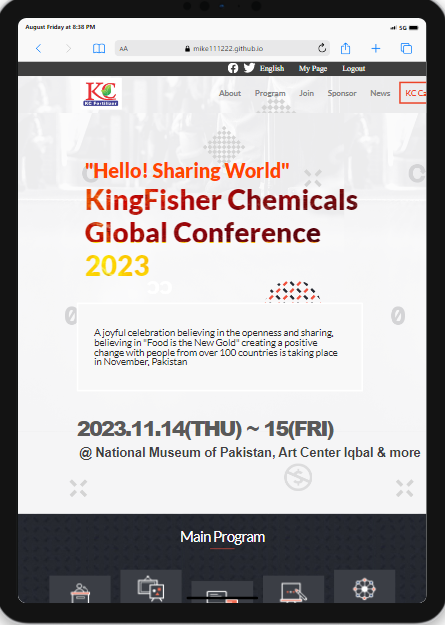 August Friday at 8:38 PM
5G
AA
mike111222.github.io
English My Page Logout
KC
KC Fertilizer
About Program Join Sponsor News KC Ca
"Hello! Sharing World"
KingFisher Chemicals
Global Conference
2023
A joyful celebration believing in the openness and sharing,
believing in "Food is the New Gold" creating a positive
change with people from over 100 countries is taking place
in November, Pakistan
2023.11.14(THU) ~ 15(FRI)
@ National Museum of Pakistan, Art Center Iqbal & more
Main Program